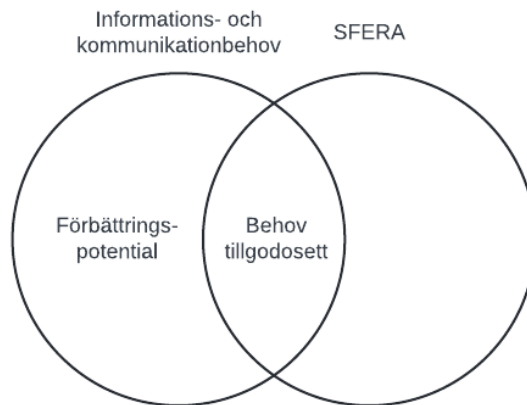 Informations- och
kommunikationbehov
SFERA
Förbättrings-
potential
Behov
tillgodosett